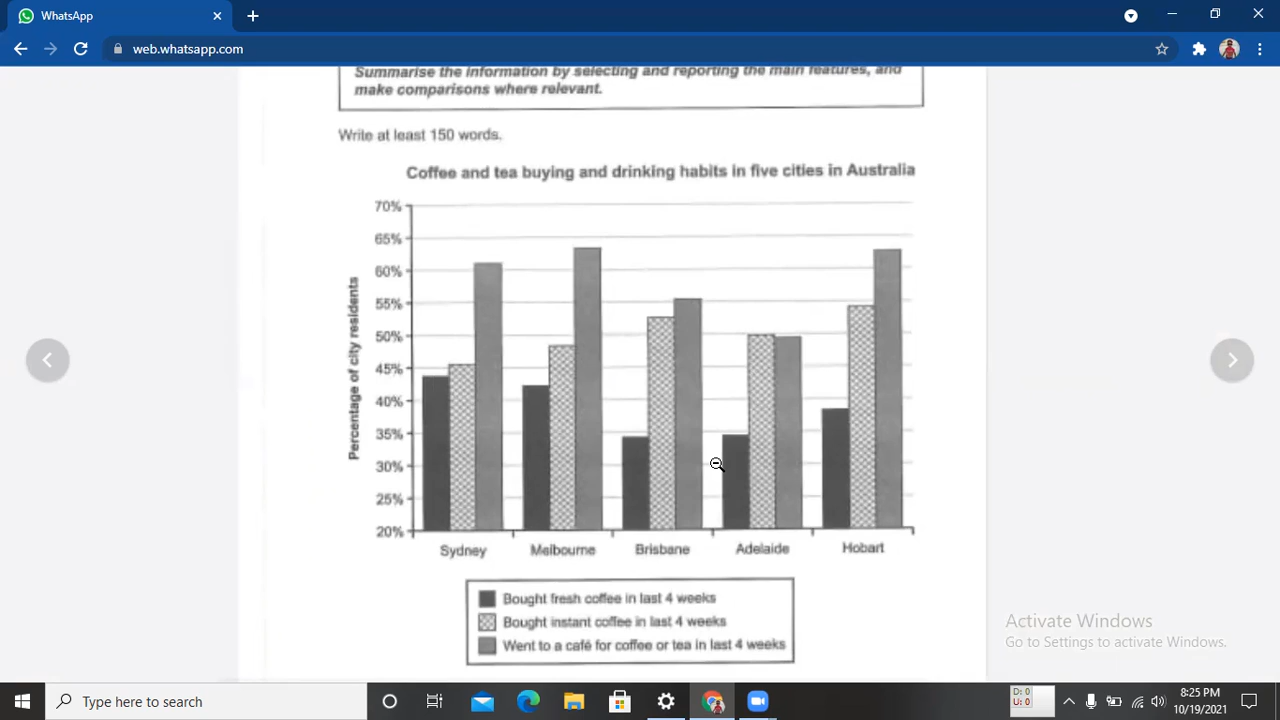 WhatsApp
web.whatsapp.com
Summarise the information by selecting and reporting the main features, and
make comparisons where relevant.
Write at least 150 words.
Coffee and tea buying and drinking habits in five cities in Australia
Percentage of city residents
70%
65%
60%
55%
50%
45%
40%
35%
30%
25%
20%
Sydney
Melbourne
Brisbane
Adelaide
Hobart
Bought fresh coffee in last 4 weeks
Bought instant coffee in last 4 weeks
Went to a café for coffee or tea in last 4 weeks
Activate Windows
Go to Settings to activate Windows.
Type here to search
D: 0
U: 0
8:25 PM
10/19/2021